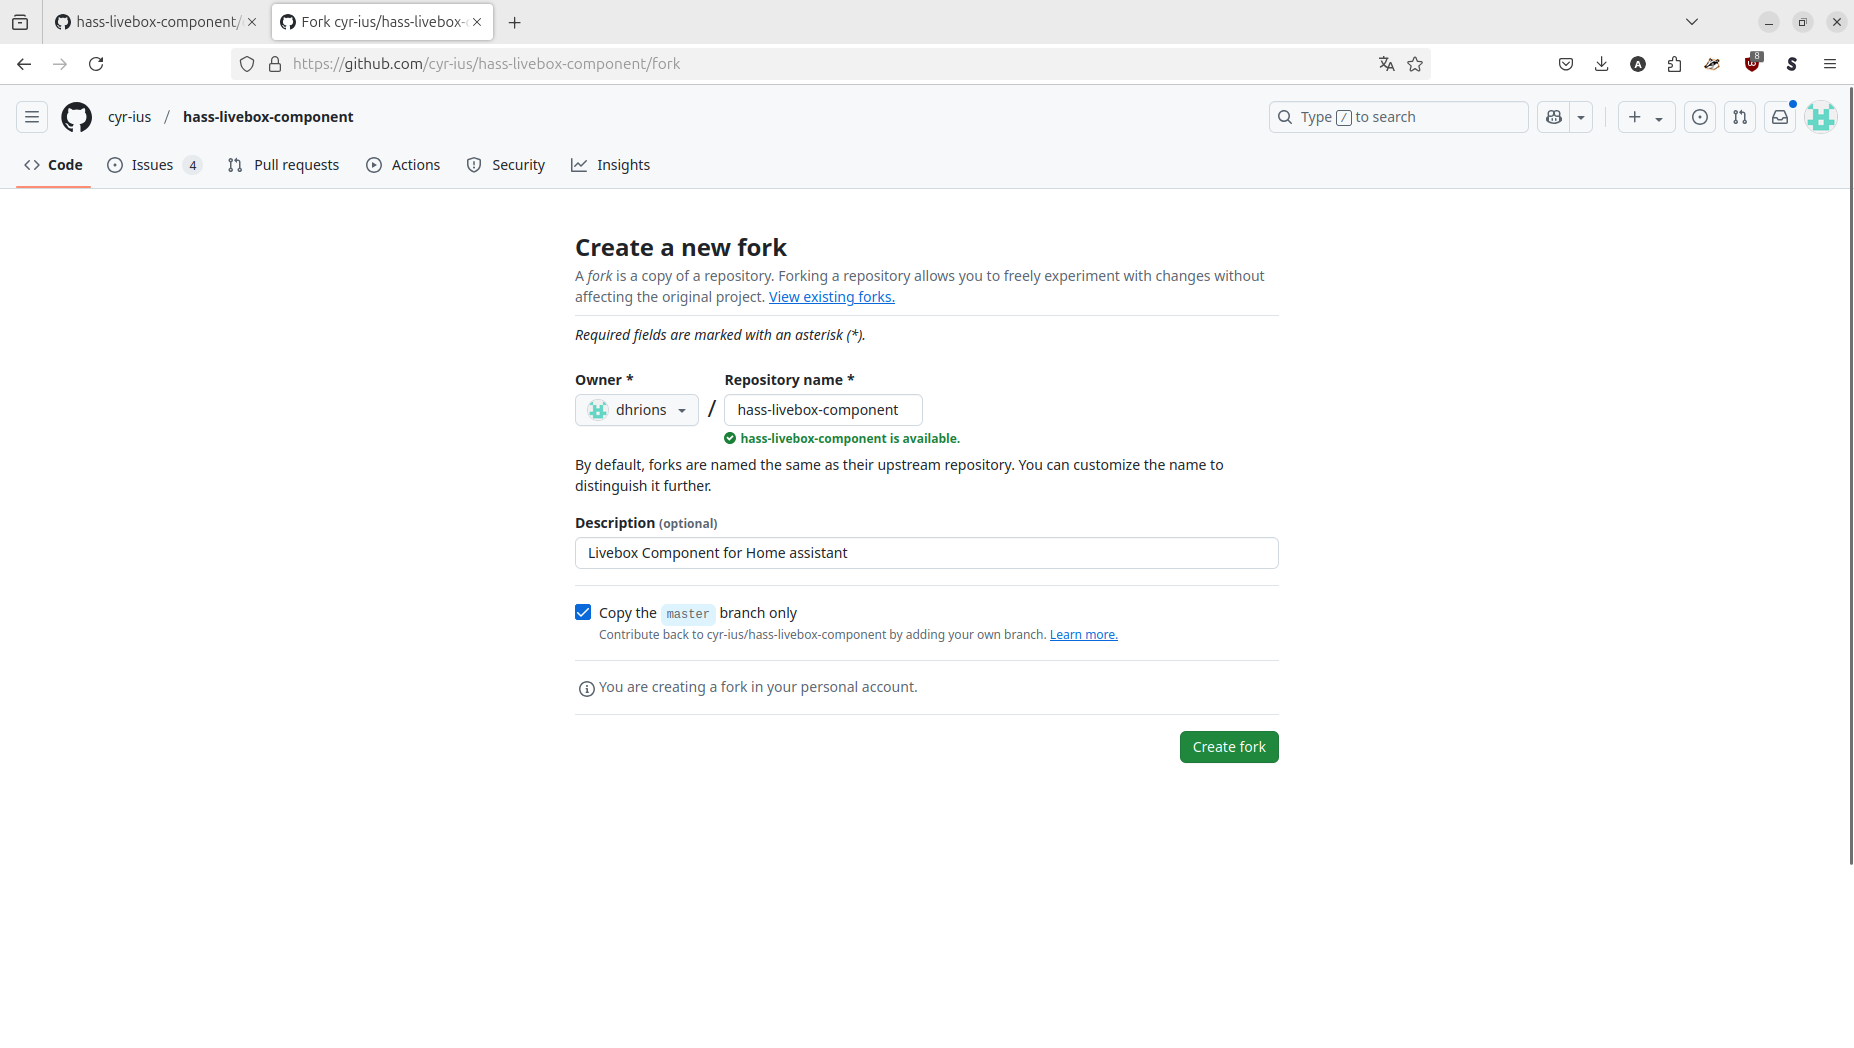 hass-livebox-component/
Fork cyr-ius/hass-livebox-
https://github.com/cyr-ius/hass-livebox-component/fork
A
8
S
cyr-ius / hass-livebox-component
Type / to search
Code
Issues 4
Pull requests
Actions
Security
Insights
Create a new fork
A fork is a copy of a repository. Forking a repository allows you to freely experiment with changes without
affecting the original project. View existing forks.
Required fields are marked with an asterisk (*).
Owner *
Repository name *
dhrions
/
hass-livebox-component
hass-livebox-component is available.
By default, forks are named the same as their upstream repository. You can customize the name to
distinguish it further.
Description (optional)
Livebox Component for Home assistant
Copy the master branch only
Contribute back to cyr-ius/hass-livebox-component by adding your own branch. Learn more.
You are creating a fork in your personal account.
Create fork